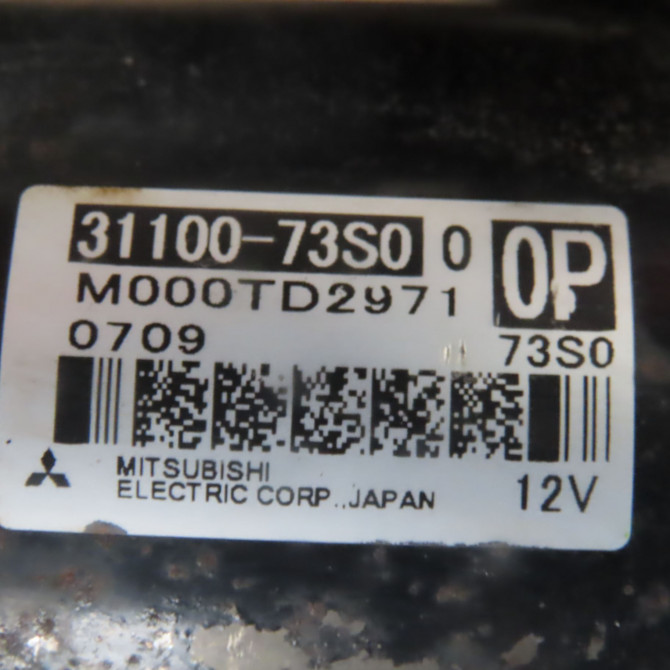 31100-73S0 0 0P
M000TD2971
0709 73S0
MITSUBISHI
ELECTRIC CORP.,JAPAN 12V